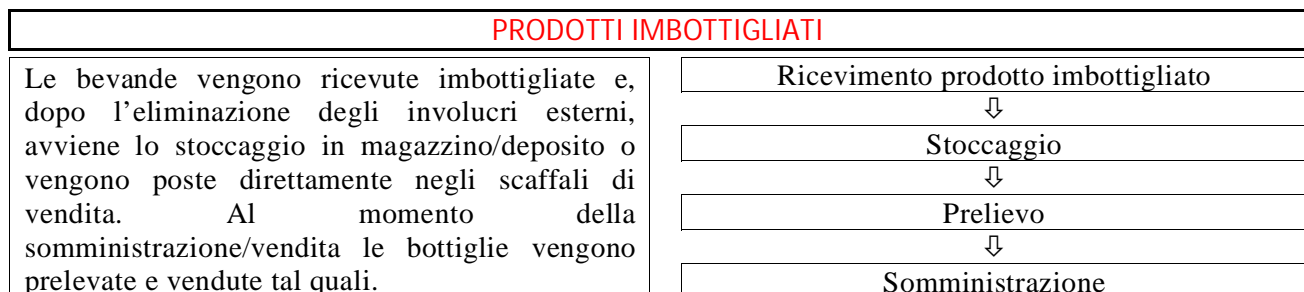 PRODOTTI IMBOTTIGLIATI
Le bevande vengono ricevute imbottigliate e,
dopo l’eliminazione degli involucri esterni,
avviene lo stoccaggio in magazzino/deposito o
vengono poste direttamente negli scaffali di
vendita. Al momento della
somministrazione/vendita le bottiglie vengono
prelevate e vendute tal quali.
Ricevimento prodotto imbottigliato
⇩
Stoccaggio
⇩
Prelievo
⇩
Somministrazione